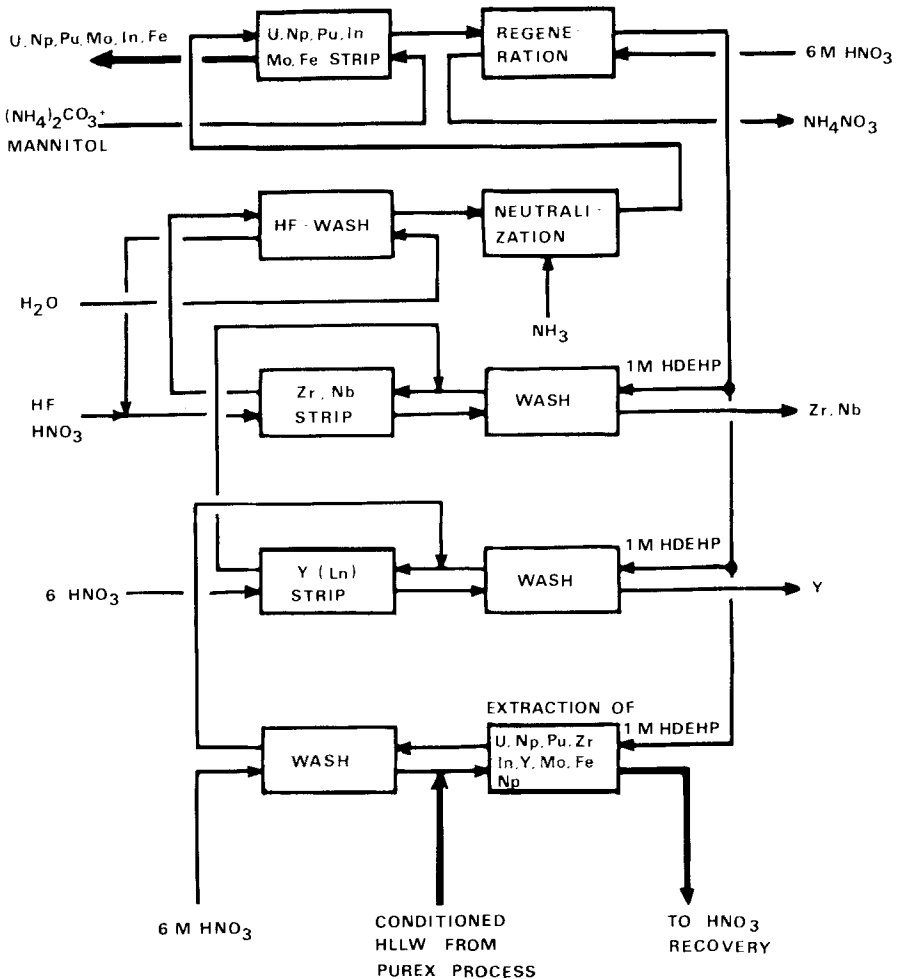 U,Np,Pu,Mo,In,Fe
U,Np,Pu,In
Mo,Fe STRIP
REGENE-
RATION
6M HNO3
(NH4)2CO3+
MANNITOL
NH4NO3
HF-WASH
NEUTRALI-
ZATION
H2O
NH3
1M HDEHP
HF
HNO3
Zr, Nb
STRIP
WASH
Zr, Nb
1M HDEHP
6 HNO3
Y (Ln)
STRIP
WASH
Y
EXTRACTION OF
1M HDEHP
WASH
U,Np,Pu,Zr
In,Y,Mo,Fe
Np
6M HNO3
CONDITIONED
HLLW FROM
PUREX PROCESS
TO HNO3
RECOVERY